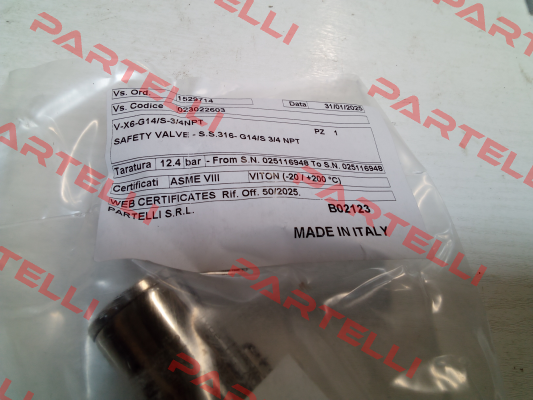 Vs. Ord. 1529714 Data 31/01/2025
Vs. Codice 023022603
V-X6-G14/S-3/4NPT
SAFETY VALVE - S.S.316- G14/S 3/4 NPT PZ 1
Taratura 12.4 bar - From S.N. 025116948 To S.N. 025116948
Certificati ASME VIII VITON (-20 / +200 °C)
WEB CERTIFICATES Rif. Off. 50/2025.
PARTELLI S.R.L. B02123
MADE IN ITALY
PARTELLI
PARTELLI
PARTELLI
PARTELLI
PARTELLI